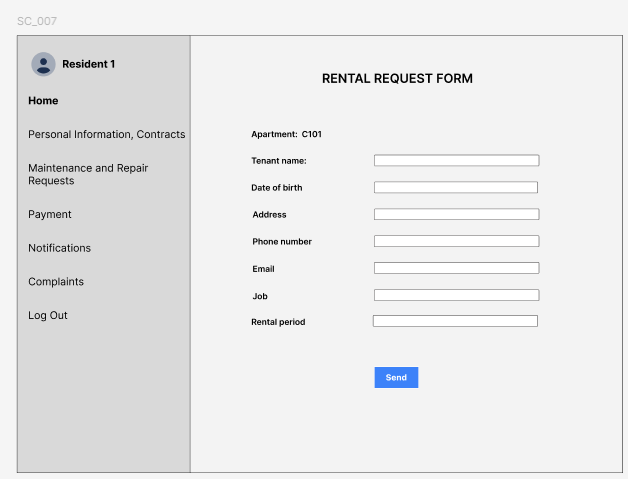 SC_007
Resident 1
Home
Personal Information, Contracts
Maintenance and Repair
Requests
Payment
Notifications
Complaints
Log Out
RENTAL REQUEST FORM
Apartment: C101
Tenant name:
Date of birth
Address
Phone number
Email
Job
Rental period
Send